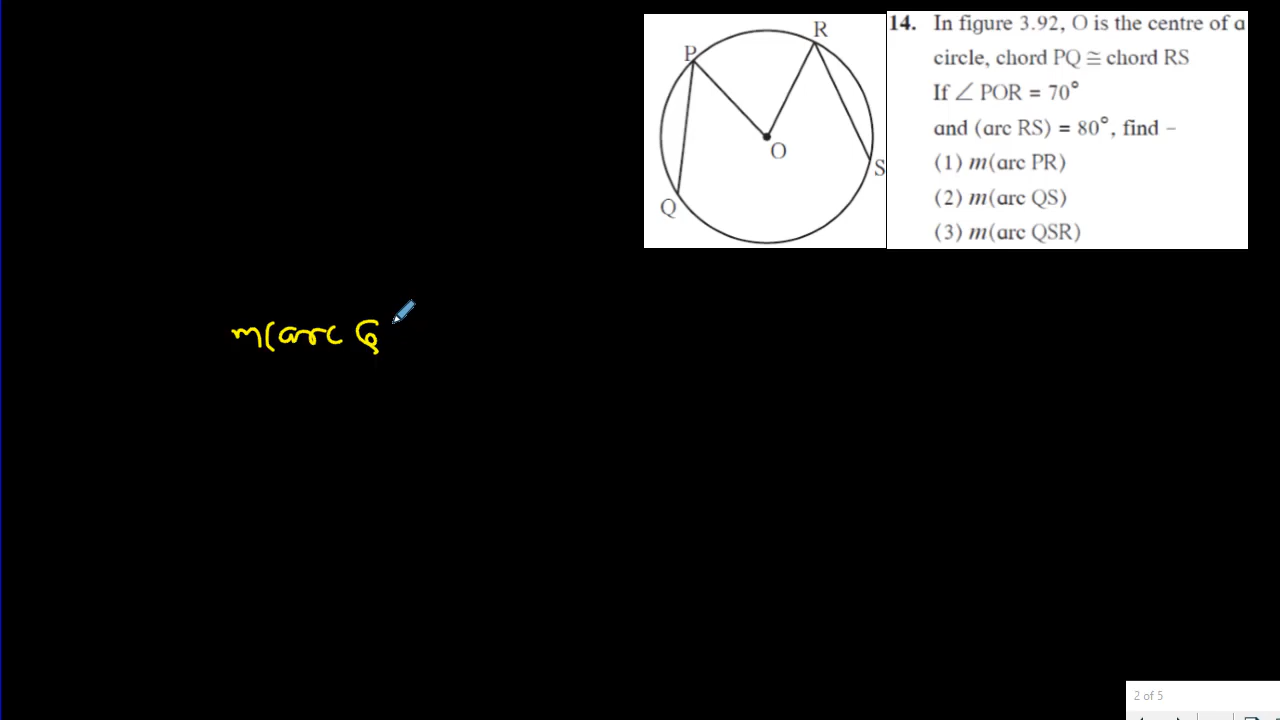 P
R
O
Q
S
14. In figure 3.92, O is the centre of a
circle, chord PQ ≅ chord RS
If ∠ POR = 70°
and (arc RS) = 80°, find –
(1) m(arc PR)
(2) m(arc QS)
(3) m(arc QSR)
m(arc Q
2 of 5